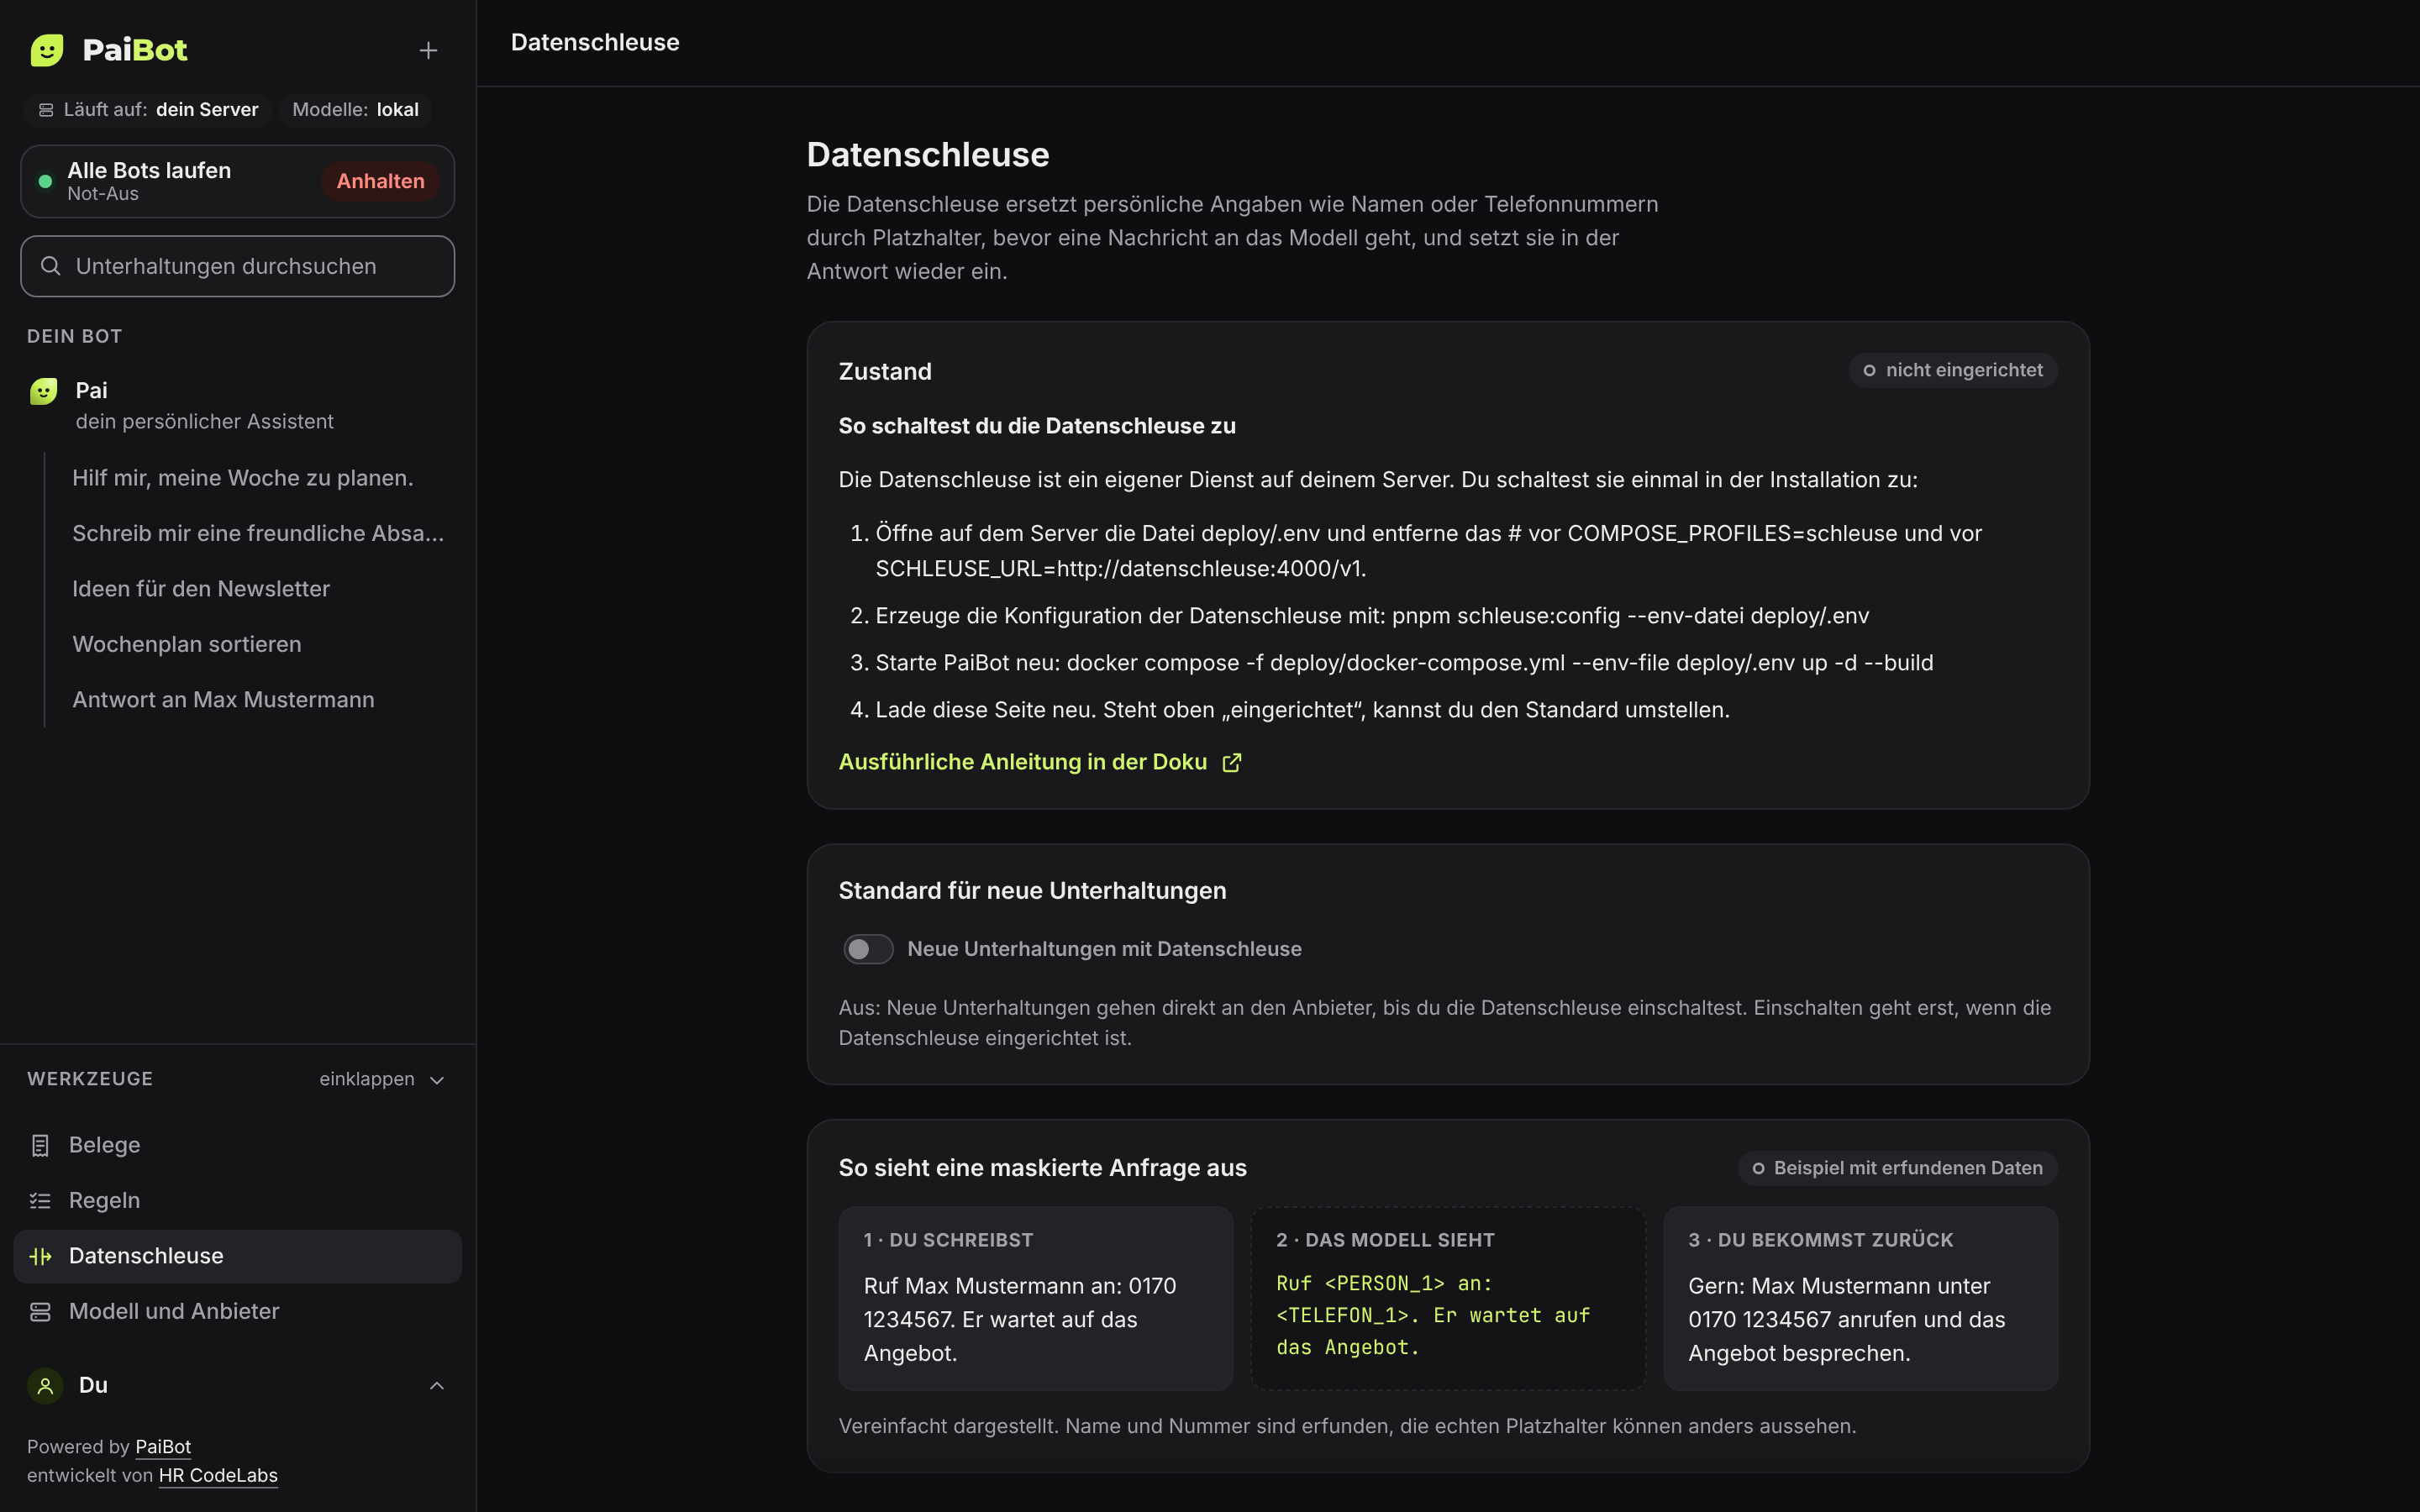 PaiBot
Läuft auf: dein Server
Modelle: lokal
Alle Bots laufen
Not-Aus
Anhalten
Unterhaltungen durchsuchen
DEIN BOT
Pai
dein persönlicher Assistent
Hilf mir, meine Woche zu planen.
Schreib mir eine freundliche Absa...
Ideen für den Newsletter
Wochenplan sortieren
Antwort an Max Mustermann
WERKZEUGE
einklappen
Belege
Regeln
Datenschleuse
Modell und Anbieter
Du
Powered by PaiBot
entwickelt von HR CodeLabs
Datenschleuse
Datenschleuse
Die Datenschleuse ersetzt persönliche Angaben wie Namen oder Telefonnummern
durch Platzhalter, bevor eine Nachricht an das Modell geht, und setzt sie in der
Antwort wieder ein.
Zustand
nicht eingerichtet
So schaltest du die Datenschleuse zu
Die Datenschleuse ist ein eigener Dienst auf deinem Server. Du schaltest sie einmal in der Installation zu:
1. Öffne auf dem Server die Datei deploy/.env und entferne das # vor COMPOSE_PROFILES=schleuse und vor
SCHLEUSE_URL=http://datenschleuse:4000/v1.
2. Erzeuge die Konfiguration der Datenschleuse mit: pnpm schleuse:config --env-datei deploy/.env
3. Starte PaiBot neu: docker compose -f deploy/docker-compose.yml --env-file deploy/.env up -d --build
4. Lade diese Seite neu. Steht oben „eingerichtet“, kannst du den Standard umstellen.
Ausführliche Anleitung in der Doku
Standard für neue Unterhaltungen
Neue Unterhaltungen mit Datenschleuse
Aus: Neue Unterhaltungen gehen direkt an den Anbieter, bis du die Datenschleuse einschaltest. Einschalten geht erst, wenn die
Datenschleuse eingerichtet ist.
So sieht eine maskierte Anfrage aus
Beispiel mit erfundenen Daten
1 · DU SCHREIBST
Ruf Max Mustermann an: 0170
1234567. Er wartet auf das
Angebot.
2 · DAS MODELL SIEHT
Ruf <PERSON_1> an:
<TELEFON_1>. Er wartet auf
das Angebot.
3 · DU BEKOMMST ZURÜCK
Gern: Max Mustermann unter
0170 1234567 anrufen und das
Angebot besprechen.
Vereinfacht dargestellt. Name und Nummer sind erfunden, die echten Platzhalter können anders aussehen.